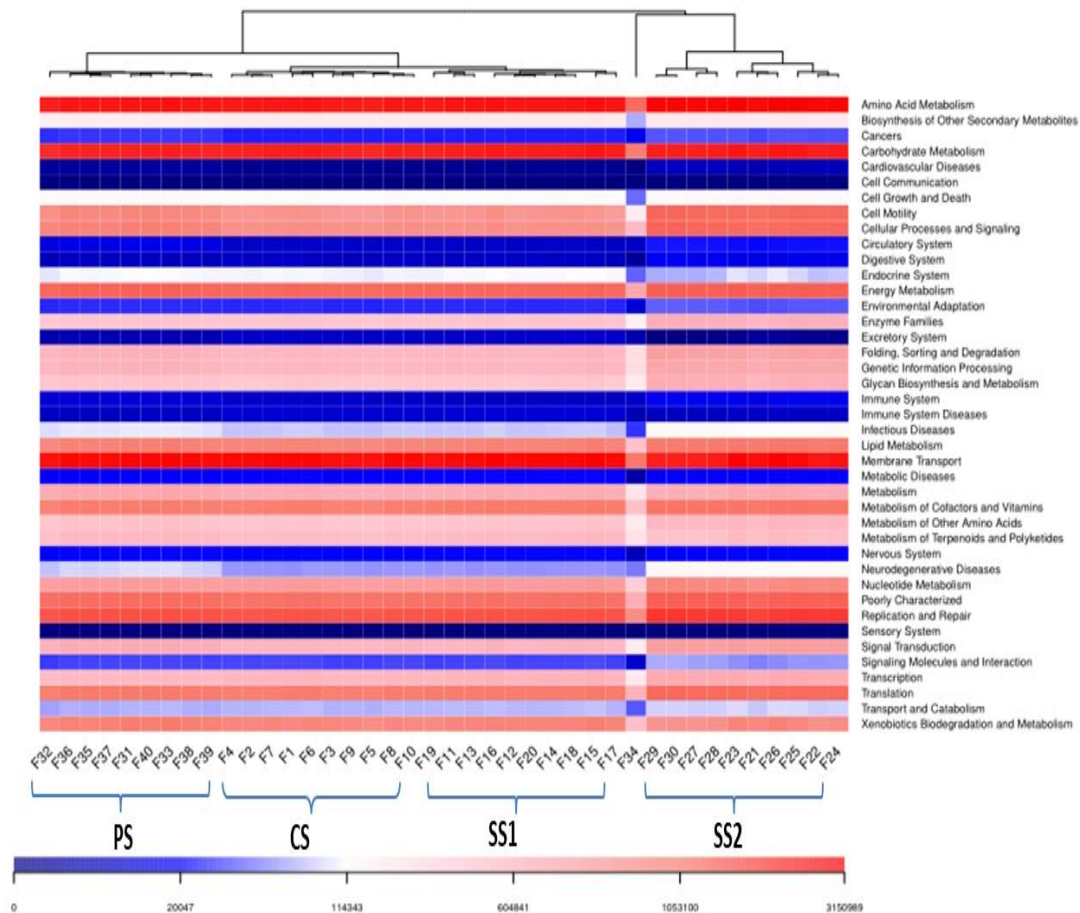 Amino Acid Metabolism
Biosynthesis of Other Secondary Metabolites
Cancers
Carbohydrate Metabolism
Cardiovascular Diseases
Cell Communication
Cell Growth and Death
Cell Motility
Cellular Processes and Signaling
Circulatory System
Digestive System
Endocrine System
Energy Metabolism
Environmental Adaptation
Enzyme Families
Excretory System
Folding, Sorting and Degradation
Genetic Information Processing
Glycan Biosynthesis and Metabolism
Immune System
Immune System Diseases
Infectious Diseases
Lipid Metabolism
Membrane Transport
Metabolic Diseases
Metabolism
Metabolism of Cofactors and Vitamins
Metabolism of Other Amino Acids
Metabolism of Terpenoids and Polyketides
Nervous System
Neurodegenerative Diseases
Nucleotide Metabolism
Poorly Characterized
Replication and Repair
Sensory System
Signal Transduction
Signaling Molecules and Interaction
Transcription
Translation
Transport and Catabolism
Xenobiotics Biodegradation and Metabolism
F32 F36 F35 F37 F31 F40 F33 F38 F39 F4 F2 F7 F1 F6 F3 F9 F5 F8 F10 F19 F11 F13 F16 F12 F20 F14 F18 F15 F17 F34 F29 F30 F27 F28 F23 F21 F26 F25 F22 F24
PS CS SS1 SS2
0 20047 114343 604841 1053100 3150989